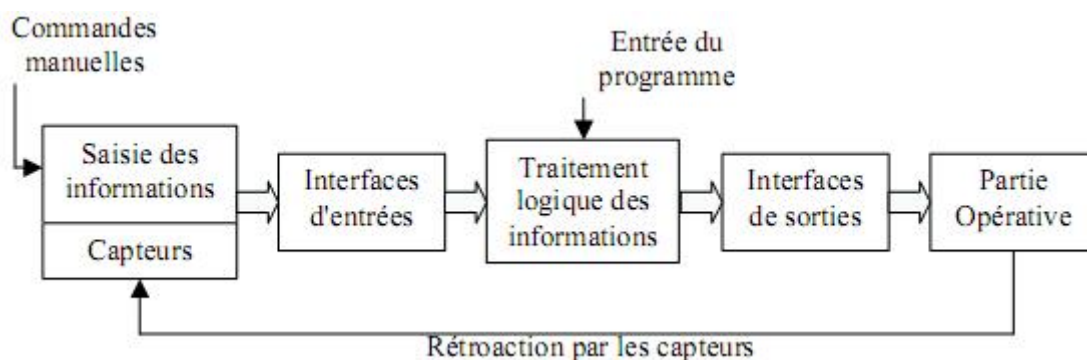 Commandes
manuelles
Entrée du
programme
Saisie des
informations
Capteurs
Interfaces
d'entrées
Traitement
logique des
informations
Interfaces
de sorties
Partie
Opérative
Rétroaction par les capteurs